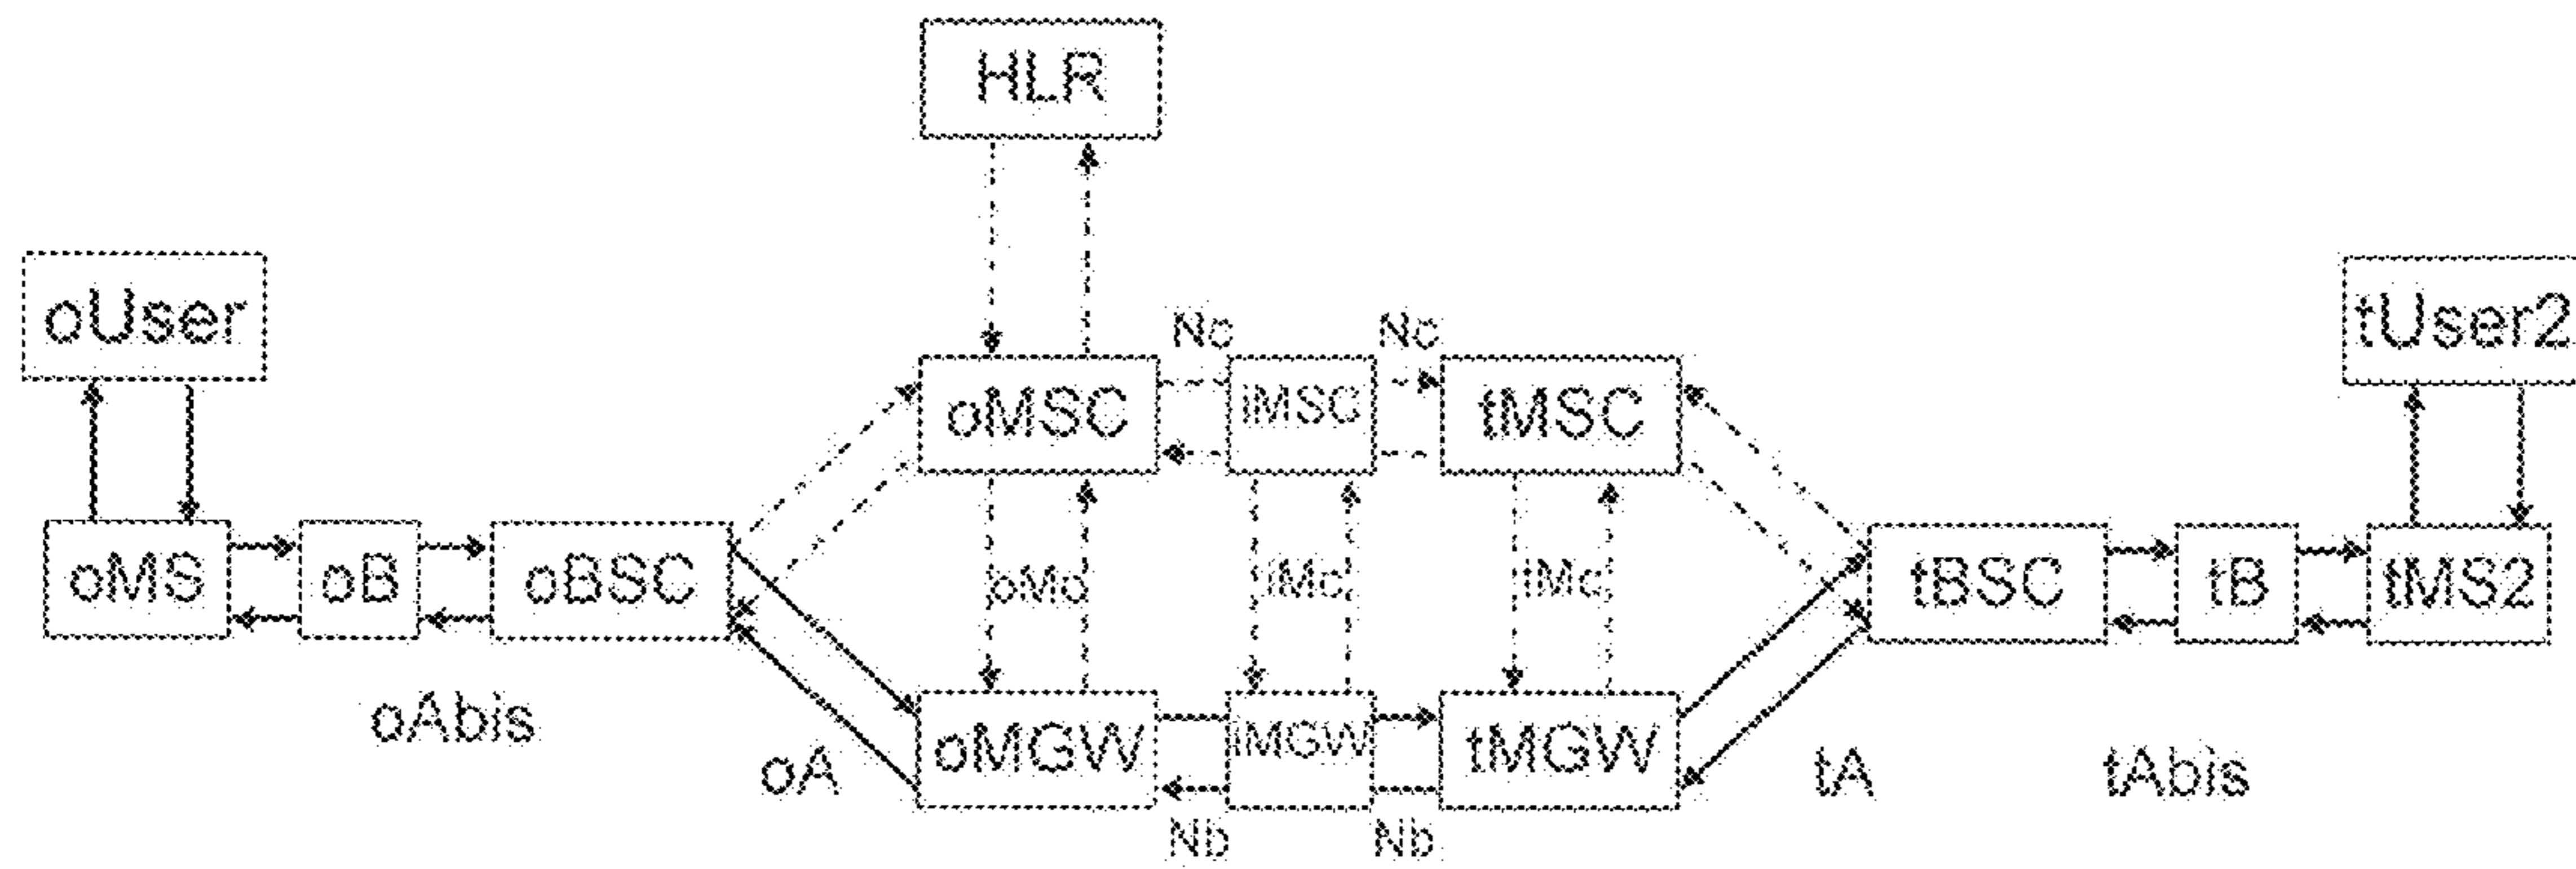 HLR
oUser
tUser2
Nc
Nc
oMSC
iMSC
tMSC
oMS
oB
oBSC
oMc
iMc
tMc
tBSC
tB
tMS2
oAbis
oMGW
iMGW
tMGW
oA
tA
tAbis
Nb
Nb